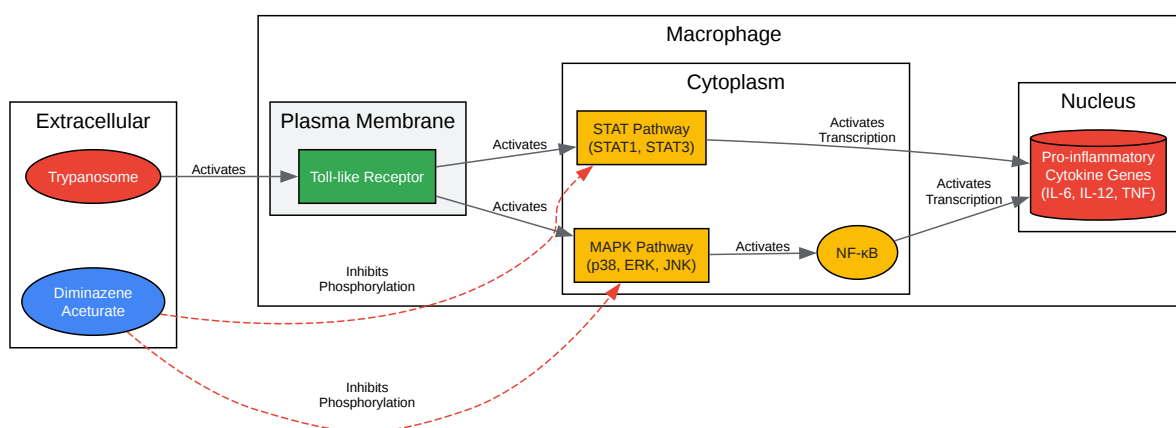 Macrophage
Extracellular
Trypanosome
Diminazene
Aceturate
Activates
Plasma Membrane
Toll-like Receptor
Activates
Activates
Cytoplasm
STAT Pathway
(STAT1, STAT3)
MAPK Pathway
(p38, ERK, JNK)
Activates
NF-κB
Activates
Transcription
Activates
Transcription
Nucleus
Pro-inflammatory
Cytokine Genes
(IL-6, IL-12, TNF)
Inhibits
Phosphorylation
Inhibits
Phosphorylation